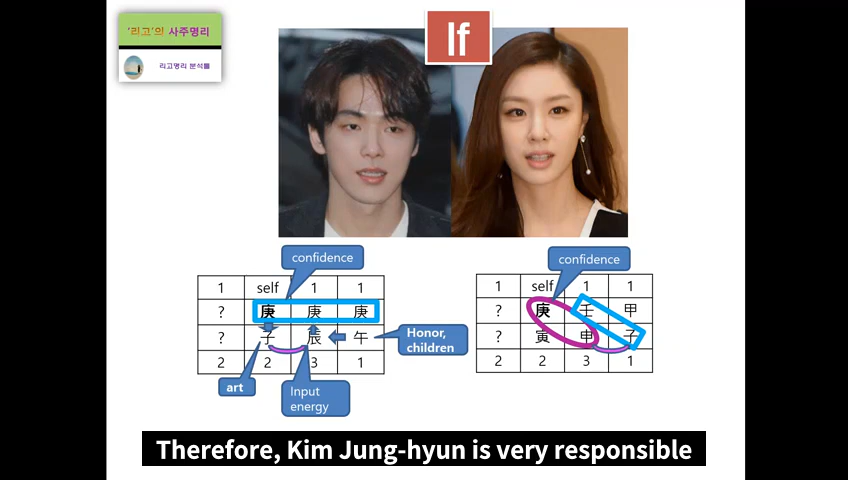 '리고'의 사주명리
리고명리 분석툴
If
confidence
1 self 1 1
? 庚 庚 庚
? 子 辰 午
2 2 3 1
Honor,
children
art
Input
energy
confidence
1 self 1 1
? 庚 壬 甲
? 寅 申 子
2 2 3 1
Therefore, Kim Jung-hyun is very responsible